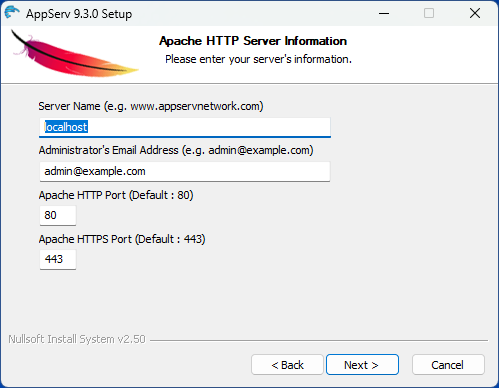 AppServ 9.3.0 Setup
Apache HTTP Server Information
Please enter your server's information.
Server Name (e.g. www.appservnetwork.com)
localhost
Administrator's Email Address (e.g. admin@example.com)
admin@example.com
Apache HTTP Port (Default : 80)
80
Apache HTTPS Port (Default : 443)
443
Nullsoft Install System v2.50
< Back
Next >
Cancel